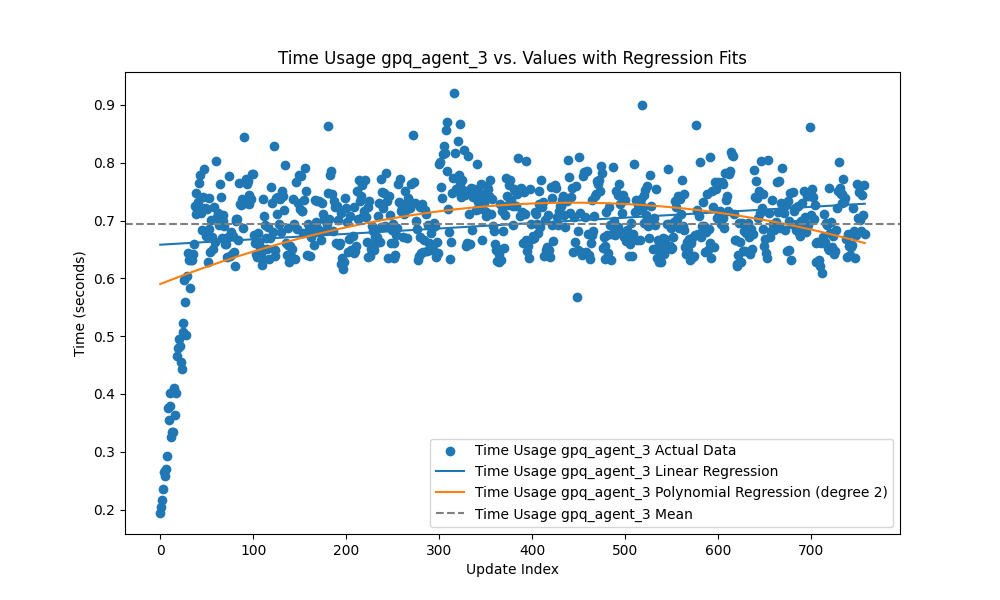 Time Usage gpq_agent_3 vs. Values with Regression Fits
Time (seconds)
0.9
0.8
0.7
0.6
0.5
0.4
0.3
0.2
Time Usage gpq_agent_3 Actual Data
Time Usage gpq_agent_3 Linear Regression
Time Usage gpq_agent_3 Polynomial Regression (degree 2)
Time Usage gpq_agent_3 Mean
0 100 200 300 400 500 600 700
Update Index